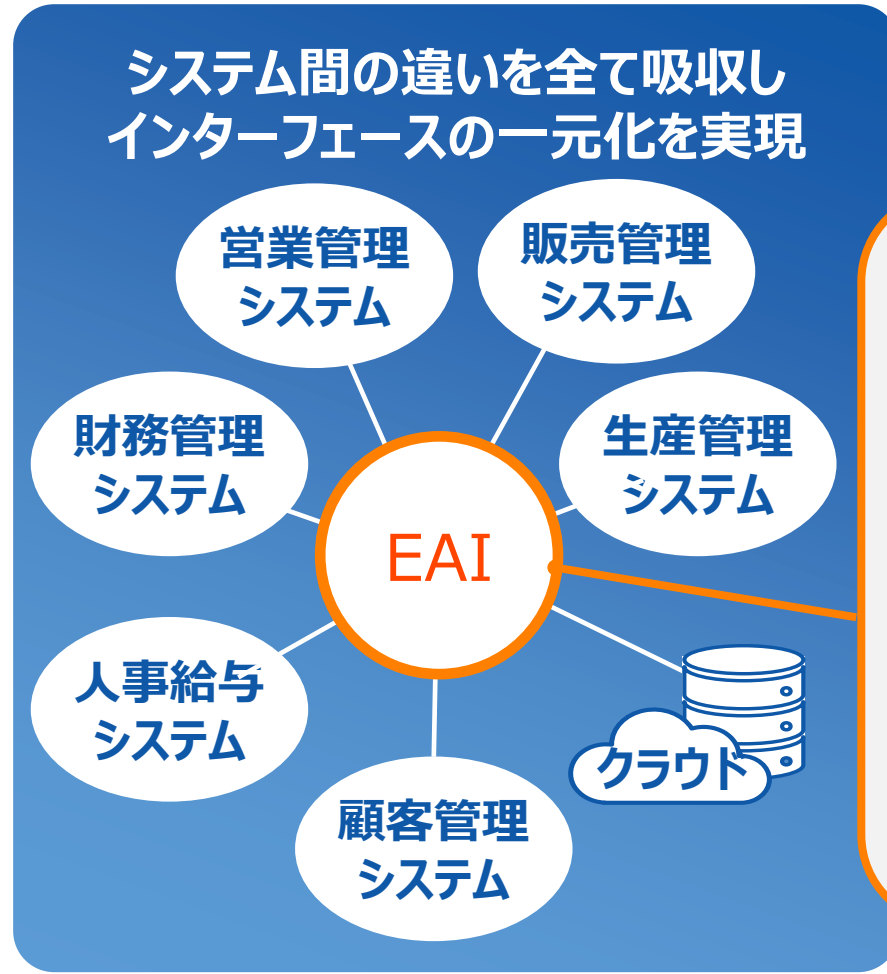 システム間の違いを全て吸収し
インターフェースの一元化を実現
営業管理
システム
販売管理
システム
財務管理
システム
生産管理
システム
EAI
人事給与
システム
クラウド
顧客管理
システム